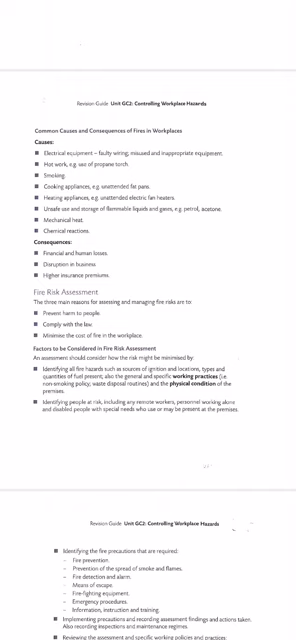 Revision Guide Unit GC2: Controlling Workplace Hazards
Common Causes and Consequences of Fires in Workplaces
Causes:
■ Electrical equipment – faulty wiring, misused and inappropriate equipment.
■ Hot work, e.g. use of propane torch.
■ Smoking.
■ Cooking appliances, e.g. unattended fat pans.
■ Heating appliances, e.g. unattended electric fan heaters.
■ Unsafe use and storage of flammable liquids and gases, e.g. petrol, acetone.
■ Mechanical heat.
■ Chemical reactions.
Consequences:
■ Financial and human losses.
■ Disruption in business
■ Higher insurance premiums.
Fire Risk Assessment
The three main reasons for assessing and managing fire risks are to:
■ Prevent harm to people.
■ Comply with the law.
■ Minimise the cost of fire in the workplace.
Factors to be Considered in Fire Risk Assessment
An assessment should consider how the risk might be minimised by:
■ Identifying all fire hazards such as sources of ignition and locations, types and
quantities of fuel present; also the general and specific working practices (i.e.
non-smoking policy; waste disposal routines) and the physical condition of the
premises.
■ Identifying people at risk, including any remote workers, personnel working alone
and disabled people with special needs who use or may be present at the premises.
Revision Guide Unit GC2: Controlling Workplace Hazards
■ Identifying the fire precautions that are required:
– Fire prevention.
– Prevention of the spread of smoke and flames.
– Fire detection and alarm.
– Means of escape.
– Fire-fighting equipment.
– Emergency procedures.
– Information, instruction and training.
■ Implementing precautions and recording assessment findings and actions taken.
Also recording inspections and maintenance regimes.
■ Reviewing the assessment and specific working policies and practices.